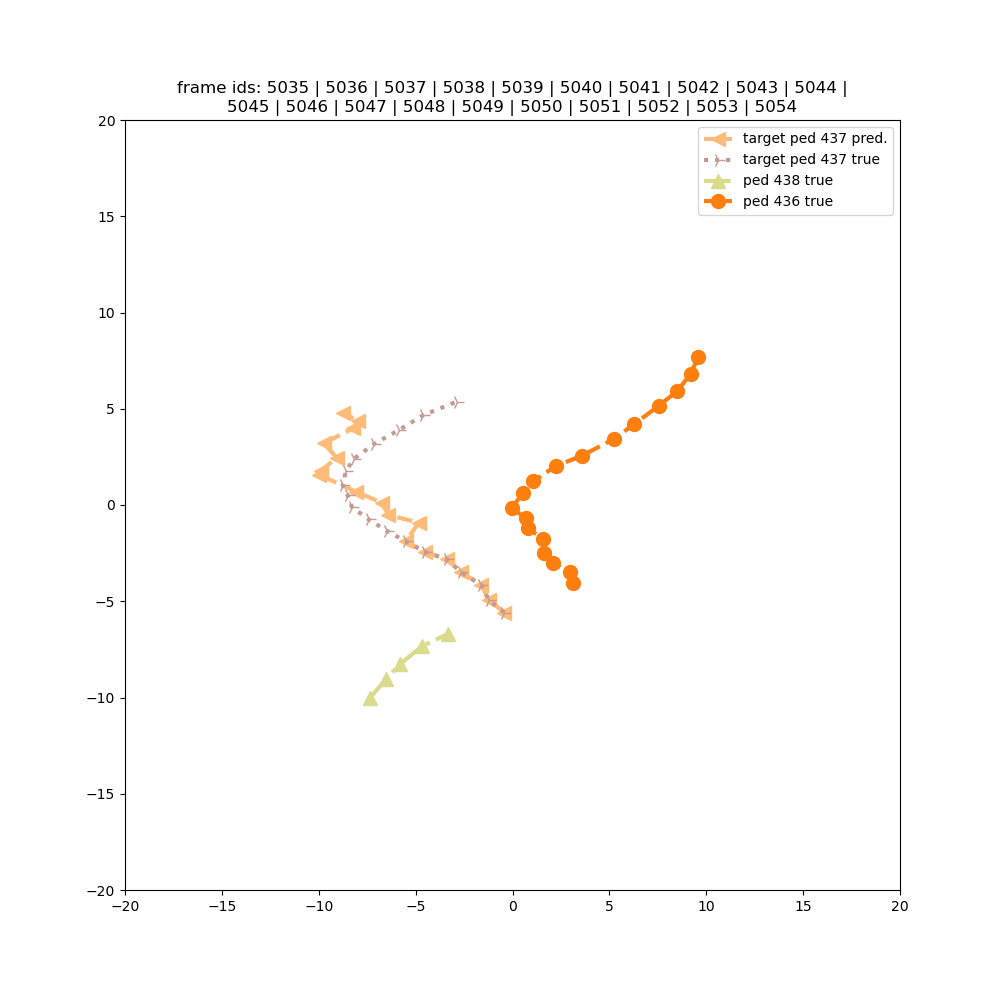 frame ids: 5035 | 5036 | 5037 | 5038 | 5039 | 5040 | 5041 | 5042 | 5043 | 5044 |
5045 | 5046 | 5047 | 5048 | 5049 | 5050 | 5051 | 5052 | 5053 | 5054
target ped 437 pred.
target ped 437 true
ped 438 true
ped 436 true
20
15
10
5
0
−5
−10
−15
−20
−20 −15 −10 −5 0 5 10 15 20